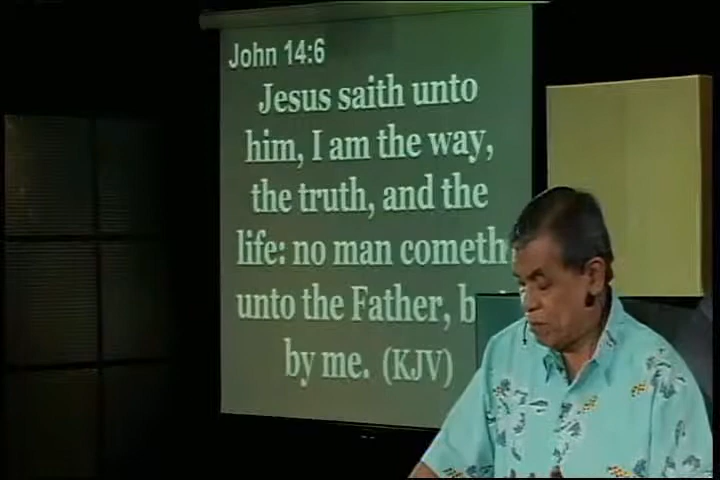 John 14:6
Jesus saith unto
him, I am the way,
the truth, and the
life: no man cometh
unto the Father,
by me. (KJV)